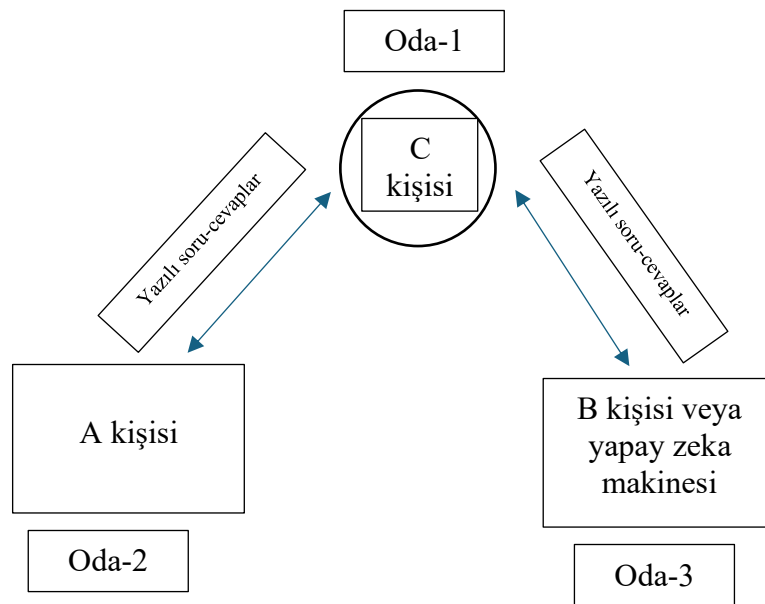 Oda-1
C
kişisi
Yazılı soru-cevaplar
Yazılı soru-cevaplar
A kişisi
B kişisi veya
yapay zeka
makinesi
Oda-2
Oda-3